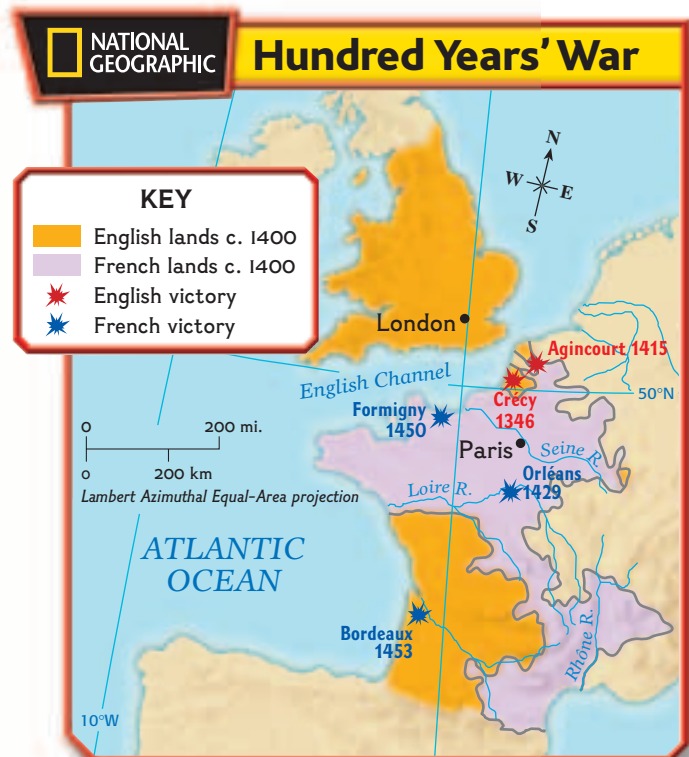 NATIONAL
GEOGRAPHIC
Hundred Years' War
N
W
E
S
KEY
English lands c. 1400
French lands c. 1400
English victory
French victory
London
Agincourt 1415
English Channel
50°N
Crécy
1346
Formigny
1450
0 200 mi.
0 200 km
Lambert Azimuthal Equal-Area projection
Paris
Seine R.
Orléans
1429
Loire R.
ATLANTIC
OCEAN
Bordeaux
1453
Rhône R.
10°W